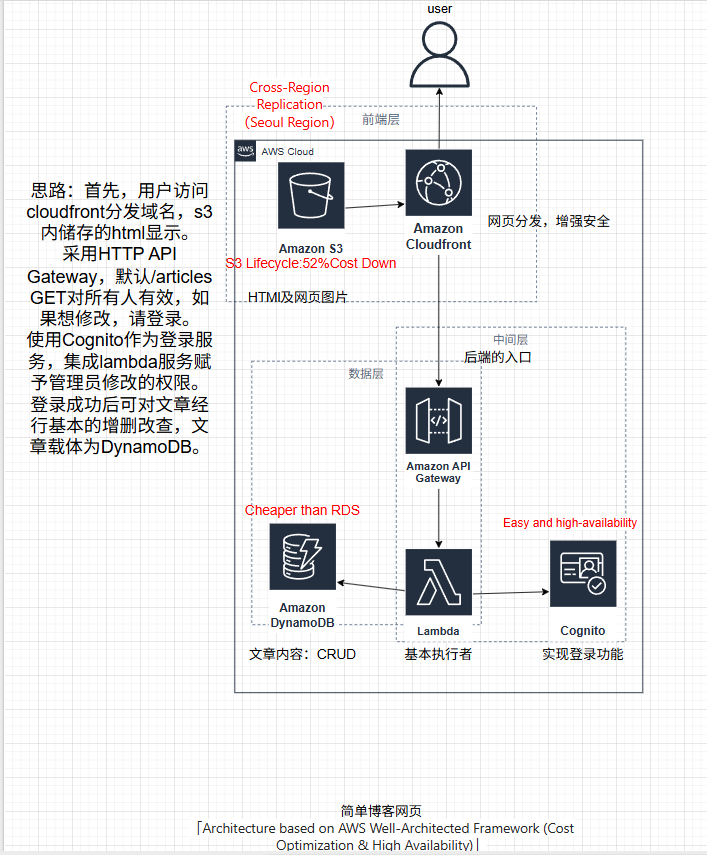 user
Cross-Region
Replication
（Seoul Region）
前端层
aws
AWS Cloud
思路：首先，用户访问
cloudfront分发域名，s3
内储存的html显示。
采用HTTP API
Gateway，默认/articles
GET对所有人有效，如
果想修改，请登录。
使用Cognito作为登录服
务，集成lambda服务赋
予管理员修改的权限。
登录成功后可对文章经
行基本的增删改查，文
章载体为DynamoDB。
Amazon S3
S3 Lifecycle:52%Cost Down
HTMl及网页图片
Amazon
Cloudfront
网页分发，增强安全
中间层
后端的入口
数据层
Amazon API
Gateway
Cheaper than RDS
Easy and high-availability
Amazon
DynamoDB
Lambda
Cognito
文章内容：CRUD
基本执行者
实现登录功能
简单博客网页
「Architecture based on AWS Well-Architected Framework (Cost
Optimization & High Availability)」